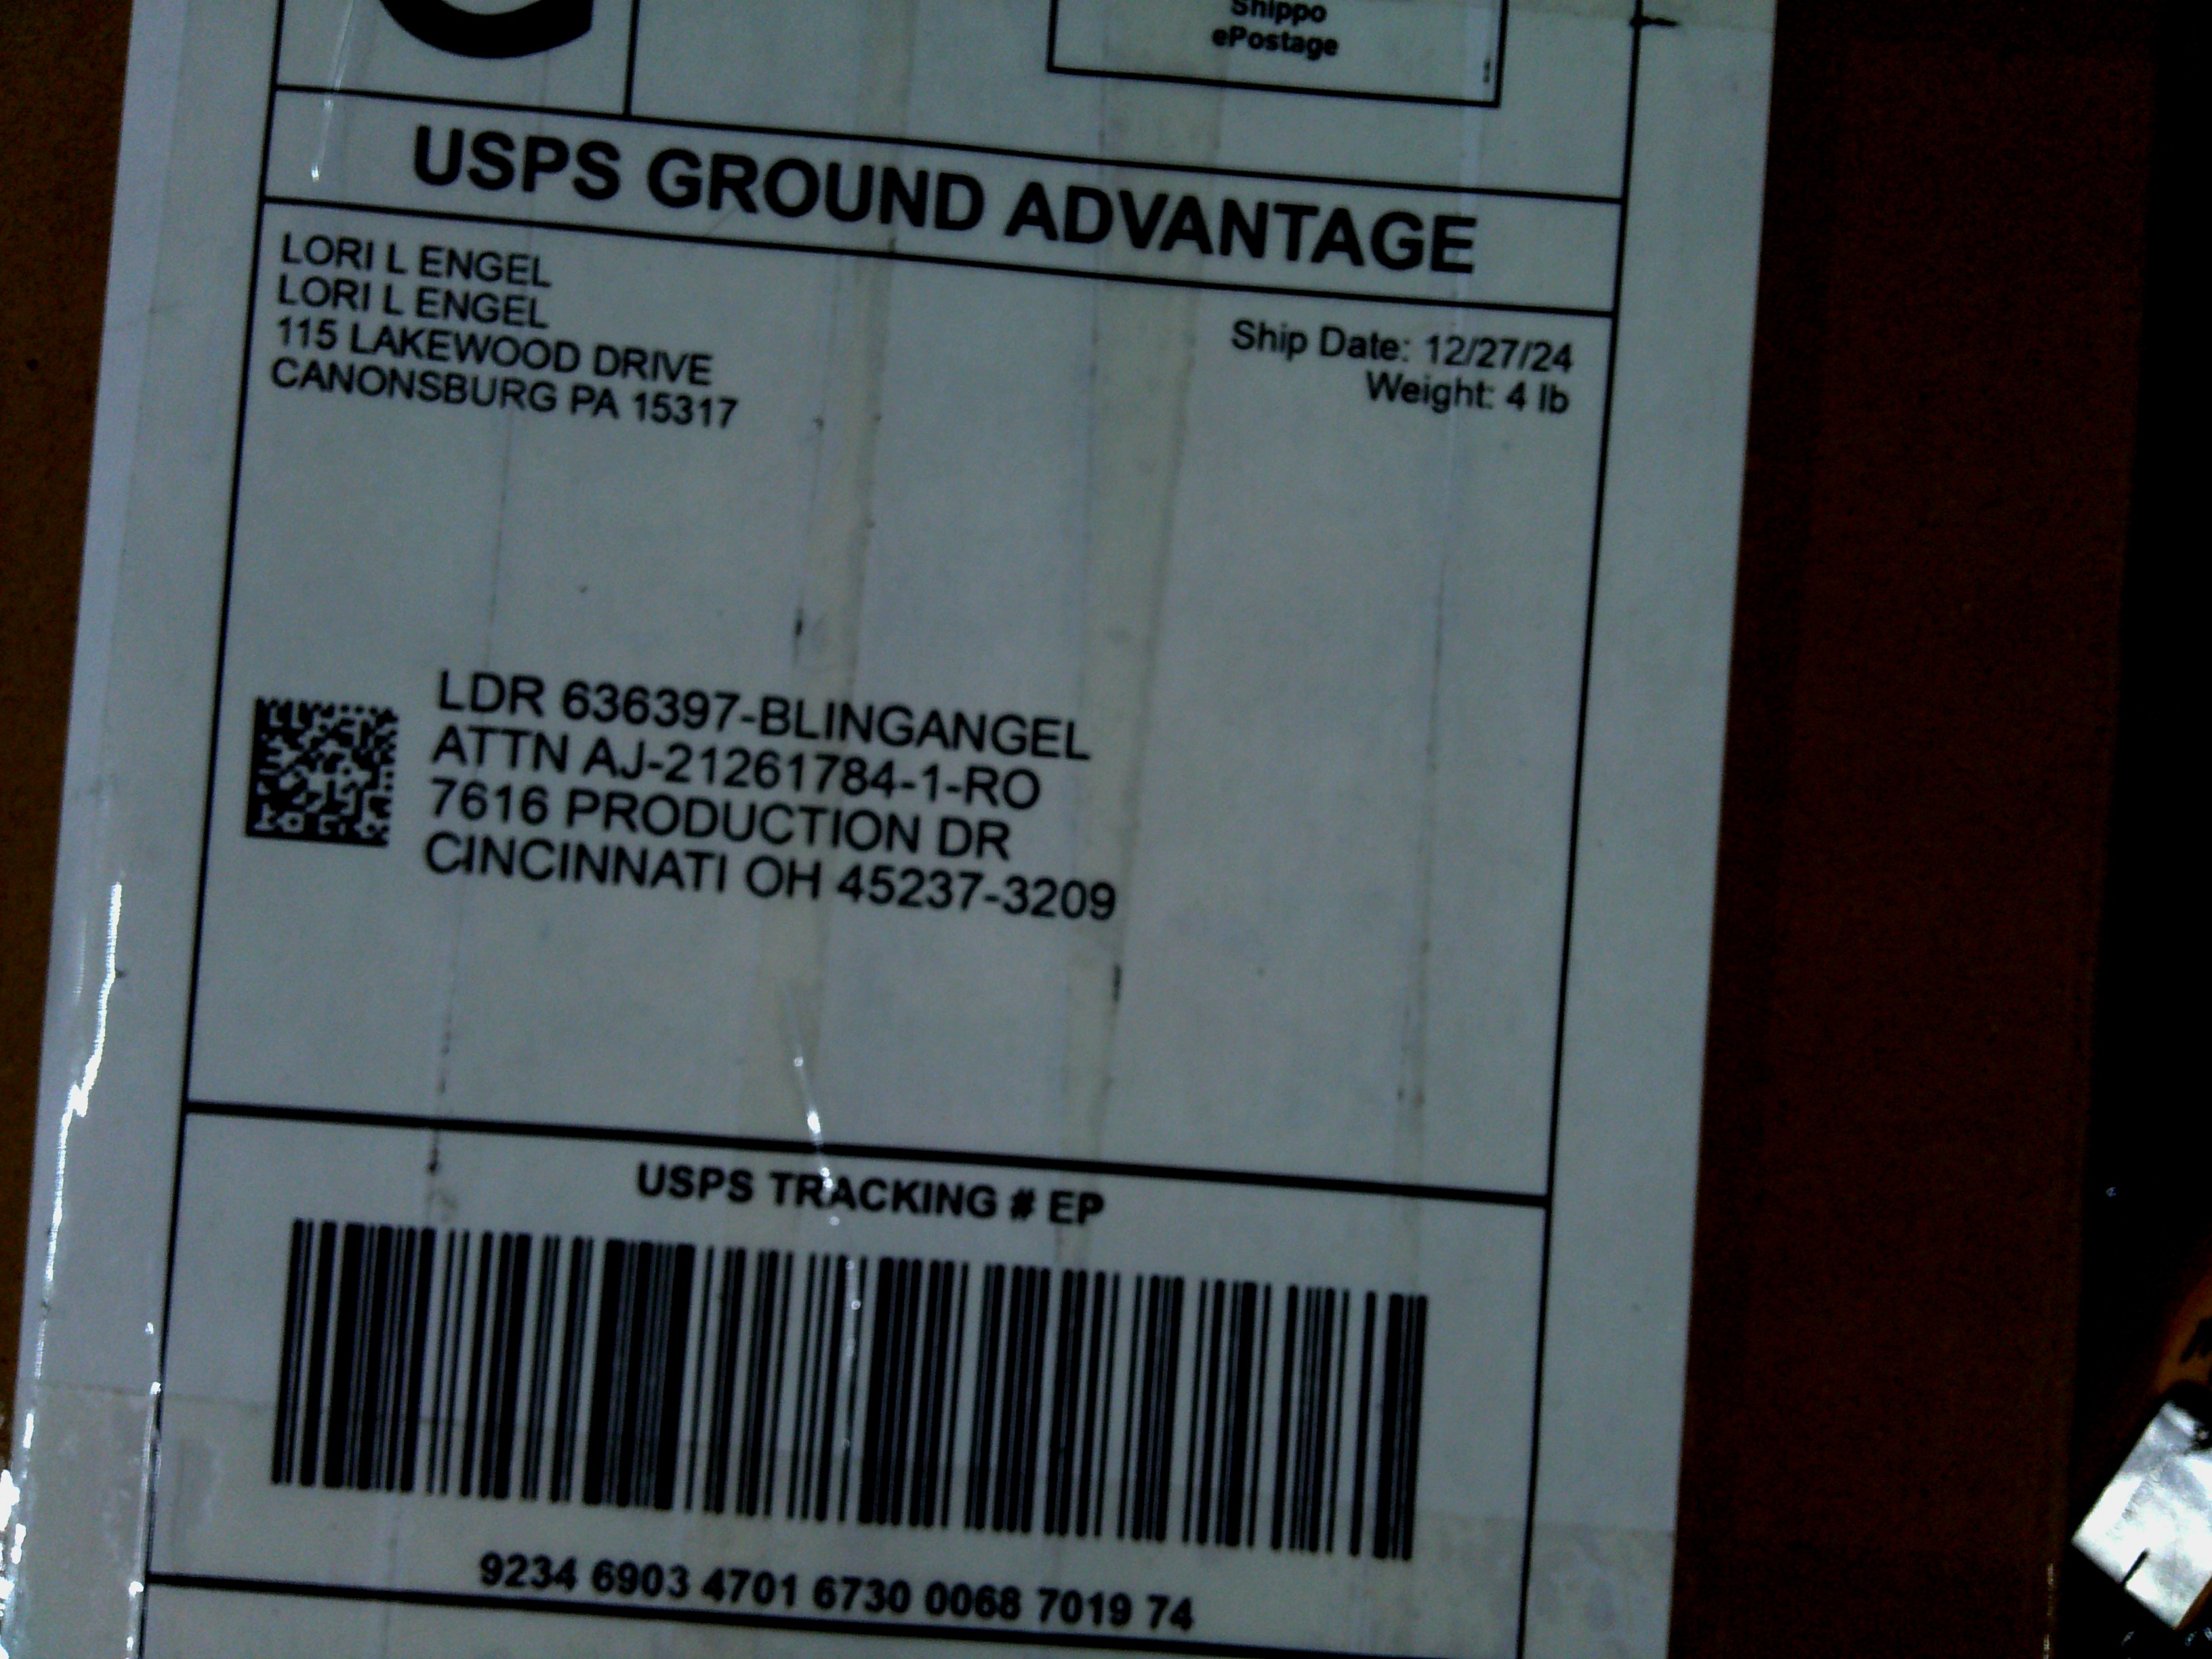 Shippo
ePostage
USPS GROUND ADVANTAGE
LORI L ENGEL
LORI L ENGEL
115 LAKEWOOD DRIVE
CANONSBURG PA 15317
Ship Date: 12/27/24
Weight: 4 lb
LDR 636397-BLINGANGEL
ATTN AJ-21261784-1-RO
7616 PRODUCTION DR
CINCINNATI OH 45237-3209
USPS TRACKING # EP
9234 6903 4701 6730 0068 7019 74